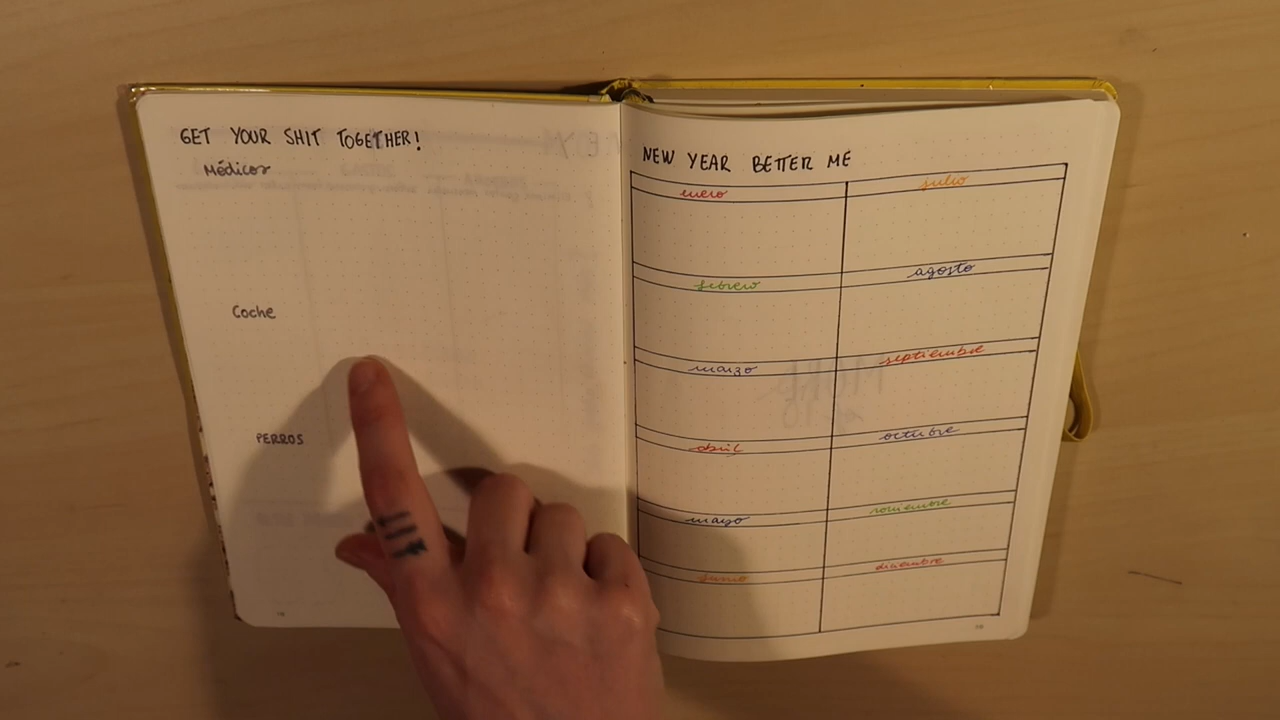 GET YOUR SHIT TOGETHER!
Médicos
Coche
PERROS
NEW YEAR BETTER ME
enero
julio
febrero
agosto
marzo
septiembre
abril
octubre
mayo
noviembre
junio
diciembre